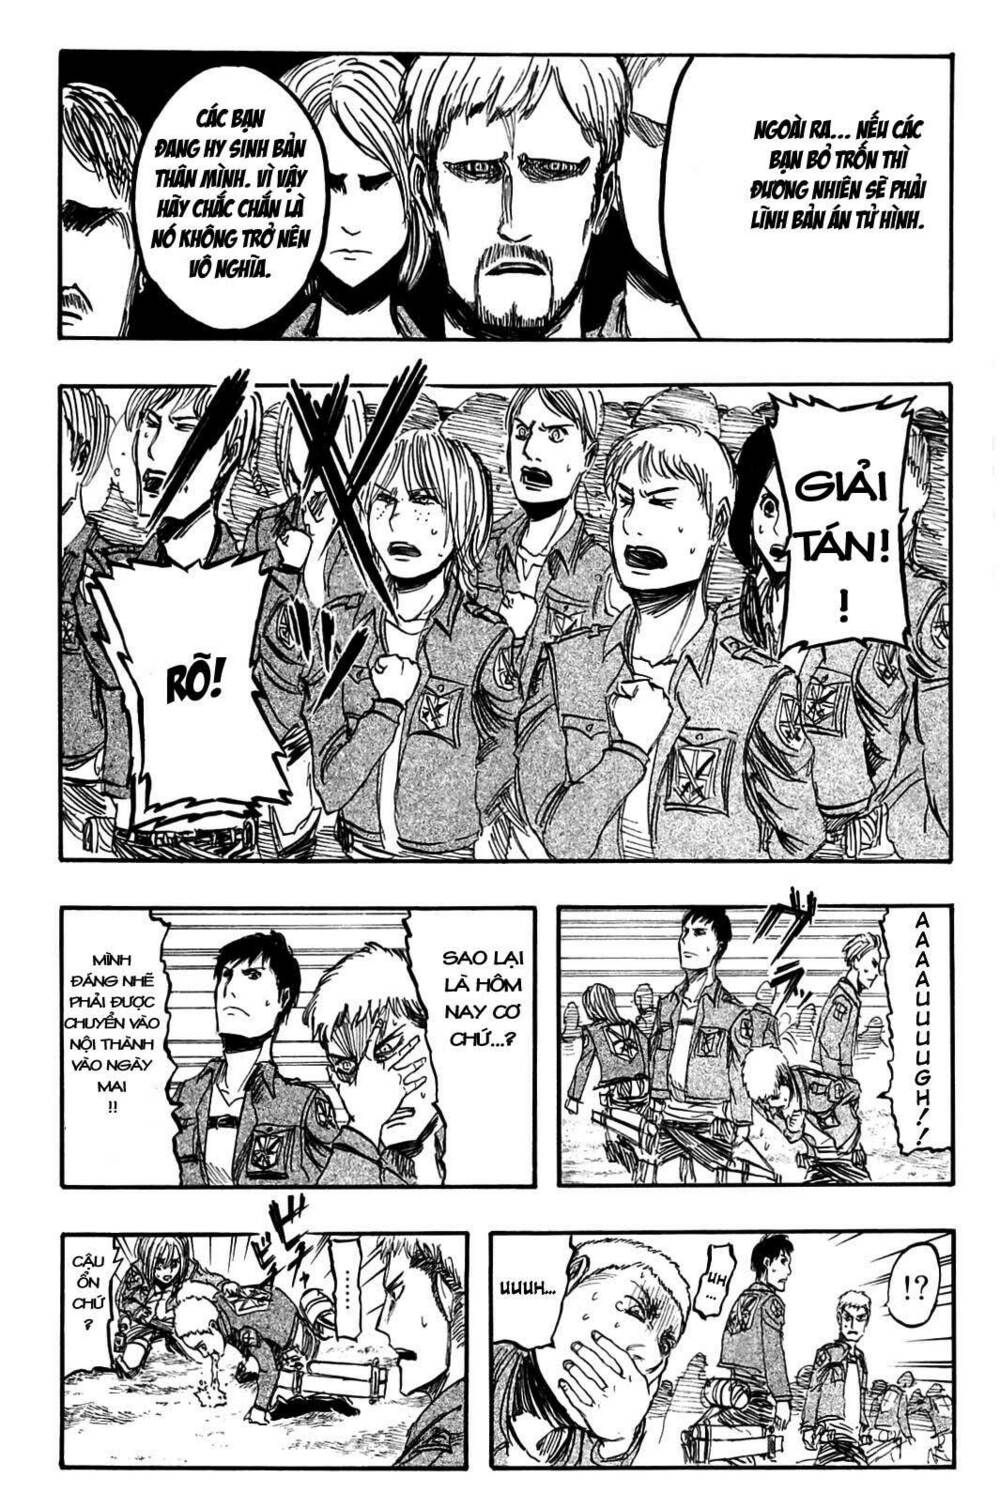 NGOÀI RA... NẾU CÁC
BẠN BỎ TRỐN THÌ
ĐƯƠNG NHIÊN SẼ PHẢI
LĨNH BẢN ÁN TỬ HÌNH.
CÁC BẠN
ĐANG HY SINH BẢN
THÂN MÌNH. VÌ VẬY
HÃY CHẮC CHẮN LÀ
NÓ KHÔNG TRỞ NÊN
VÔ NGHĨA.
GIẢI
TÁN!
!
RÕ!
AAAAUUUUGH!!
SAO LẠI
LÀ HÔM
NAY CƠ
CHỨ...?
MÌNH
ĐÁNG NHẼ
PHẢI ĐƯỢC
CHUYỂN VÀO
NỘI THÀNH
VÀO NGÀY
MAI
!!
!?
UH...
UUUH...
......
CẬU
ỔN
CHỨ
?